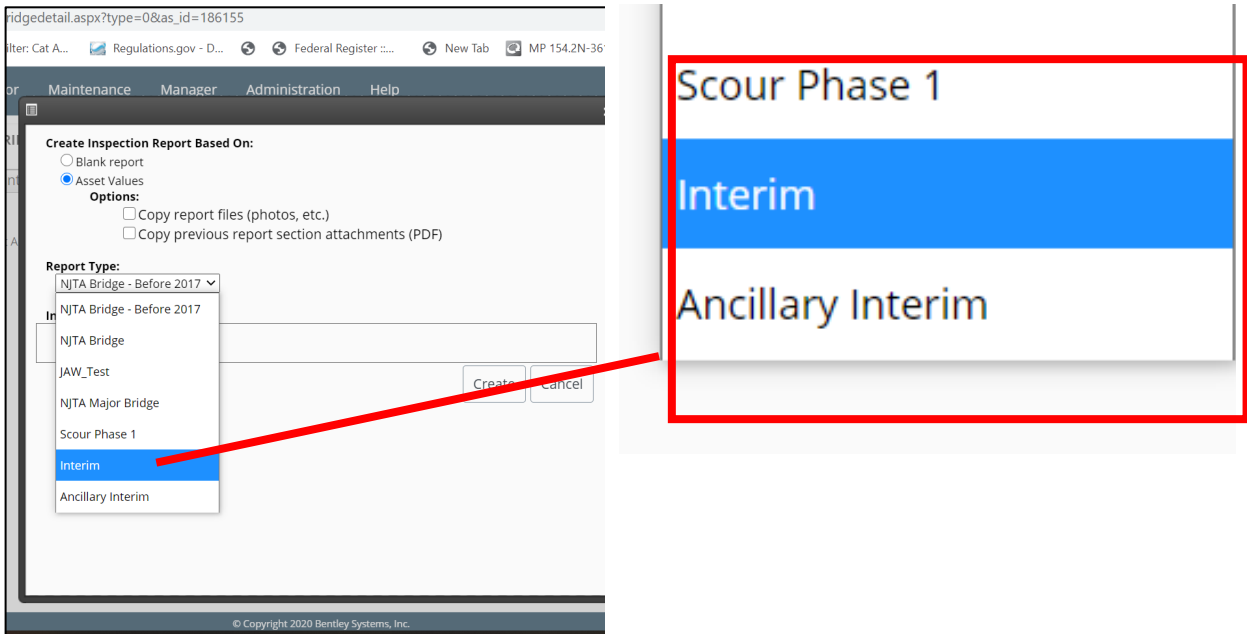 ridgedetail.aspx?type=0&as_id=186155
ilter: Cat A... Regulations.gov - D... Federal Register ::... New Tab MP 154.2N-36
or Maintenance Manager Administration Help
Create Inspection Report Based On:
Blank report
Asset Values
Options:
Copy report files (photos, etc.)
Copy previous report section attachments (PDF)
Report Type:
NJTA Bridge - Before 2017
NJTA Bridge - Before 2017
In
NJTA Bridge
JAW_Test
NJTA Major Bridge
Create Cancel
Scour Phase 1
Interim
Ancillary Interim
© Copyright 2020 Bentley Systems, Inc.
Scour Phase 1
Interim
Ancillary Interim